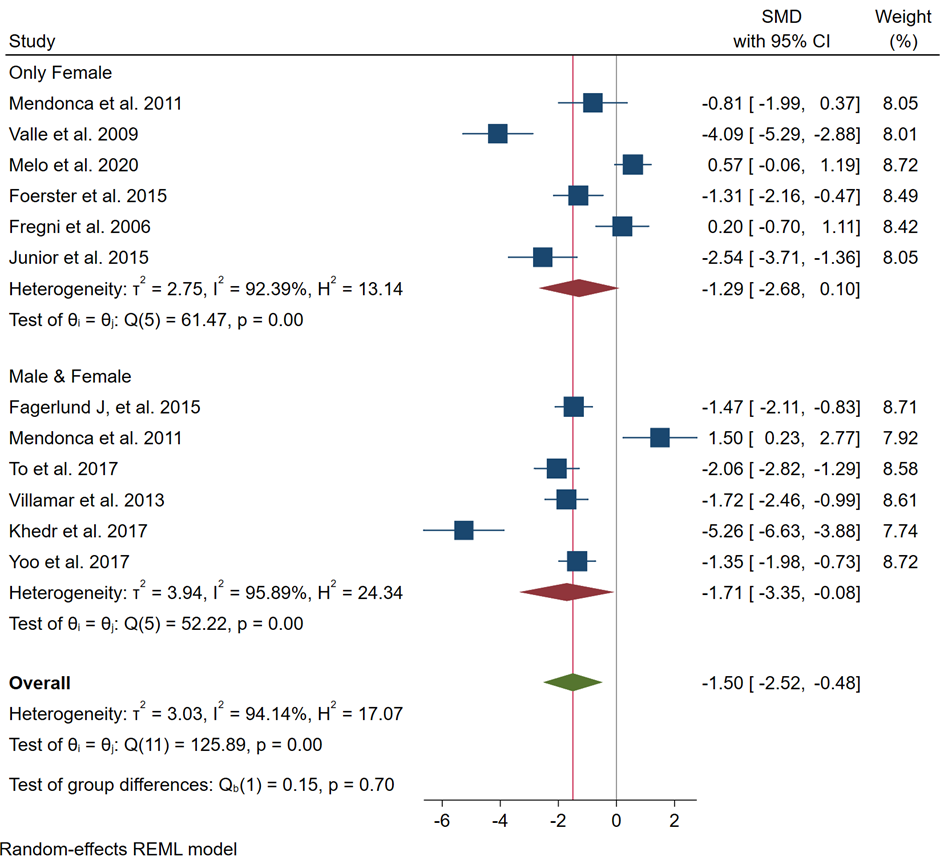 SMD Weight
Study with 95% CI (%)
Only Female
Mendonca et al. 2011 -0.81 [ -1.99, 0.37] 8.05
Valle et al. 2009 -4.09 [ -5.29, -2.88] 8.01
Melo et al. 2020 0.57 [ -0.06, 1.19] 8.72
Foerster et al. 2015 -1.31 [ -2.16, -0.47] 8.49
Fregni et al. 2006 0.20 [ -0.70, 1.11] 8.42
Junior et al. 2015 -2.54 [ -3.71, -1.36] 8.05
Heterogeneity: τ² = 2.75, I² = 92.39%, H² = 13.14 -1.29 [ -2.68, 0.10]
Test of θᵢ = θⱼ: Q(5) = 61.47, p = 0.00
Male & Female
Fagerlund J, et al. 2015 -1.47 [ -2.11, -0.83] 8.71
Mendonca et al. 2011 1.50 [ 0.23, 2.77] 7.92
To et al. 2017 -2.06 [ -2.82, -1.29] 8.58
Villamar et al. 2013 -1.72 [ -2.46, -0.99] 8.61
Khedr et al. 2017 -5.26 [ -6.63, -3.88] 7.74
Yoo et al. 2017 -1.35 [ -1.98, -0.73] 8.72
Heterogeneity: τ² = 3.94, I² = 95.89%, H² = 24.34 -1.71 [ -3.35, -0.08]
Test of θᵢ = θⱼ: Q(5) = 52.22, p = 0.00
Overall -1.50 [ -2.52, -0.48]
Heterogeneity: τ² = 3.03, I² = 94.14%, H² = 17.07
Test of θᵢ = θⱼ: Q(11) = 125.89, p = 0.00
Test of group differences: Q_b(1) = 0.15, p = 0.70
-6 -4 -2 0 2
Random-effects REML model